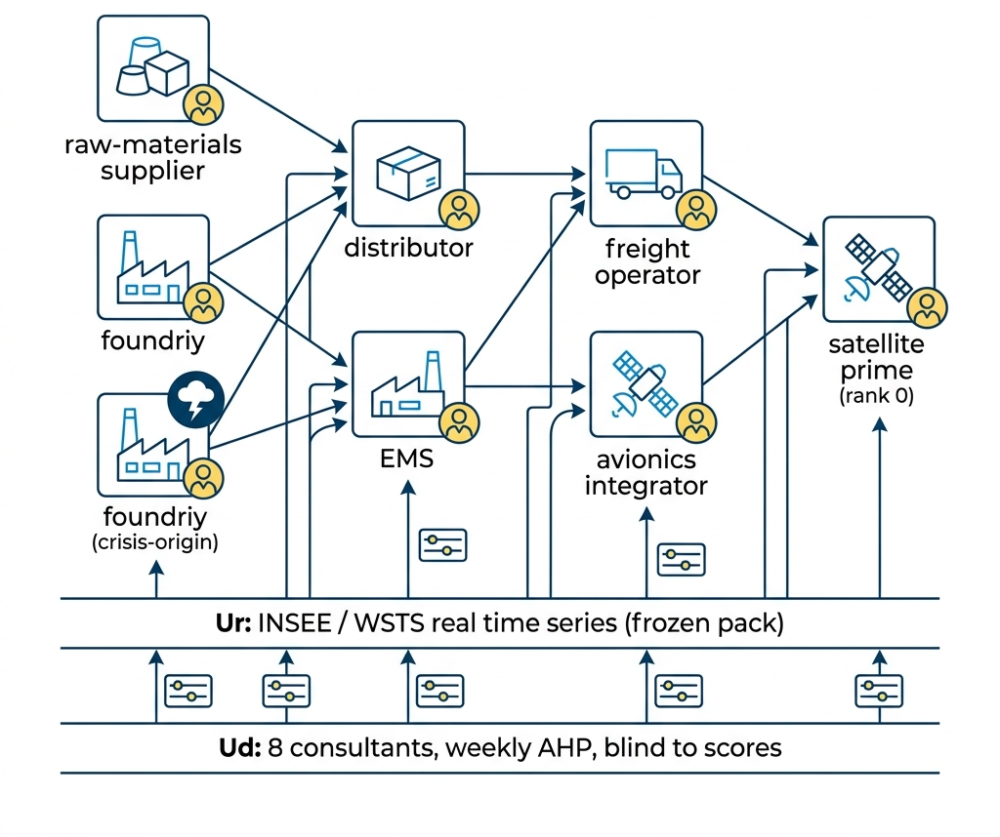 raw-materials
supplier
distributor
freight
operator
foundriy
satellite
prime
(rank 0)
EMS
avionics
integrator
foundriy
(crisis-origin)
Ur: INSEE / WSTS real time series (frozen pack)
Ud: 8 consultants, weekly AHP, blind to scores